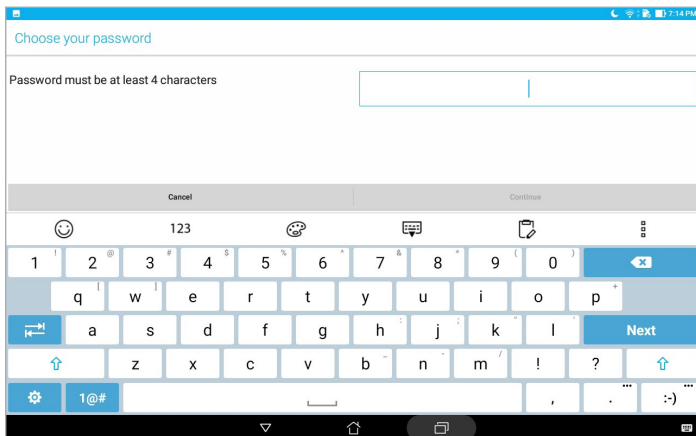 7:14 PM
Choose your password
Password must be at least 4 characters
Cancel
Continue
123
! @ # $ % ^ & * ( )
1 2 3 4 5 6 7 8 9 0
[ ] +
q w e r t y u i o p
: ; " '
a s d f g h j k l Next
- /
z x c v b n m ! ?
1@# , . :-)